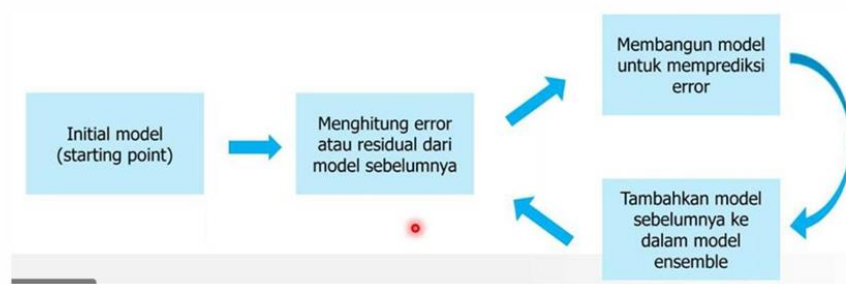 Initial model
(starting point)
Menghitung error
atau residual dari
model sebelumnya
Membangun model
untuk memprediksi
error
Tambahkan model
sebelumnya ke
dalam model
ensemble